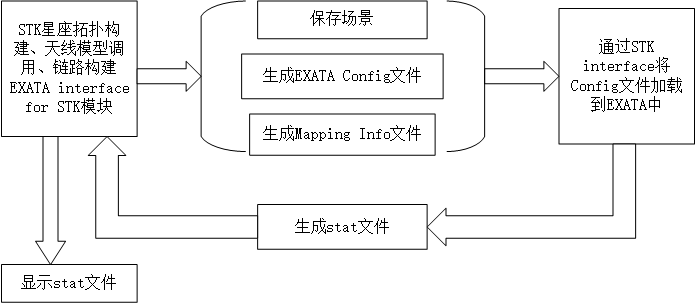 STK星座拓扑构
建、天线模型调
用、链路构建
EXATA interface
for STK模块
保存场景
生成EXATA Config文件
生成Mapping Info文件
通过STK
interface将
Config文件加载
到EXATA中
生成stat文件
显示stat文件